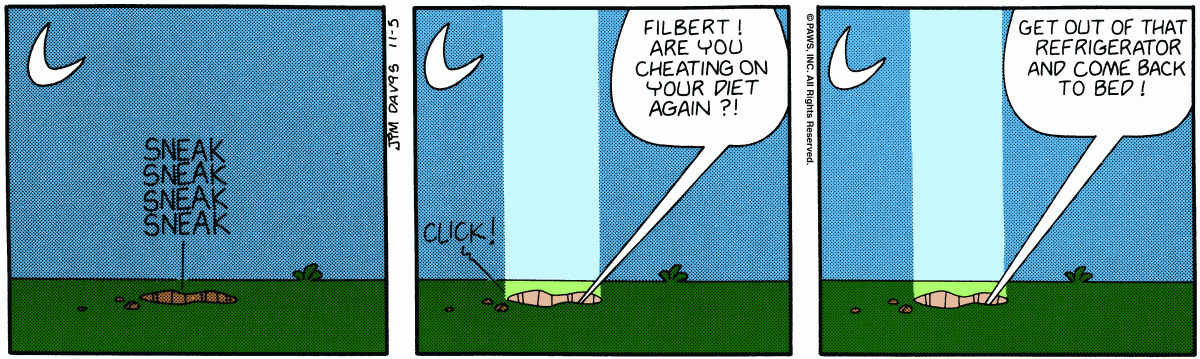 SNEAK
SNEAK
SNEAK
SNEAK
JIM DAVIS 11-5
CLICK!
FILBERT!
ARE YOU
CHEATING ON
YOUR DIET
AGAIN?!
© PAWS, INC. All Rights Reserved.
GET OUT OF THAT
REFRIGERATOR
AND COME BACK
TO BED!